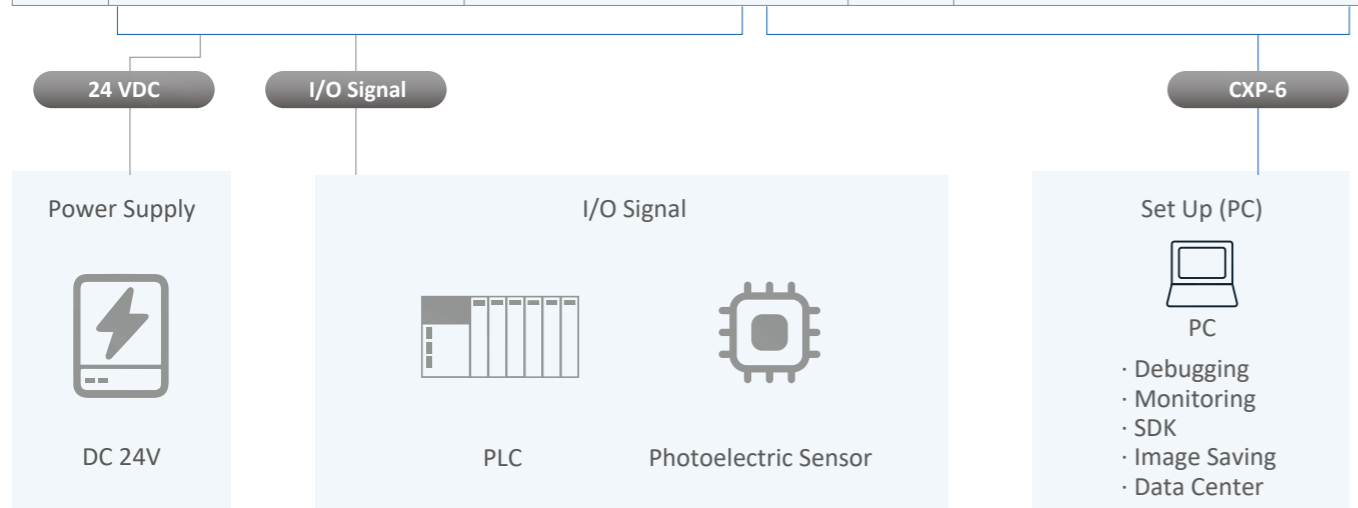 24 VDC
I/O Signal
CXP-6
Power Supply
DC 24V
I/O Signal
PLC
Photoelectric Sensor
Set Up (PC)
PC
· Debugging
· Monitoring
· SDK
· Image Saving
· Data Center